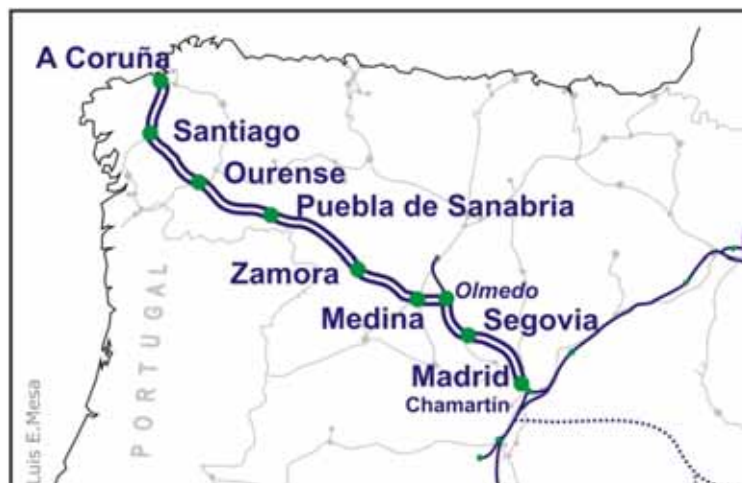 A Coruña
Santiago
Ourense
Puebla de Sanabria
Zamora
Olmedo
Medina
Segovia
Madrid
Chamartín
PORTUGAL
Luis E.Mesa